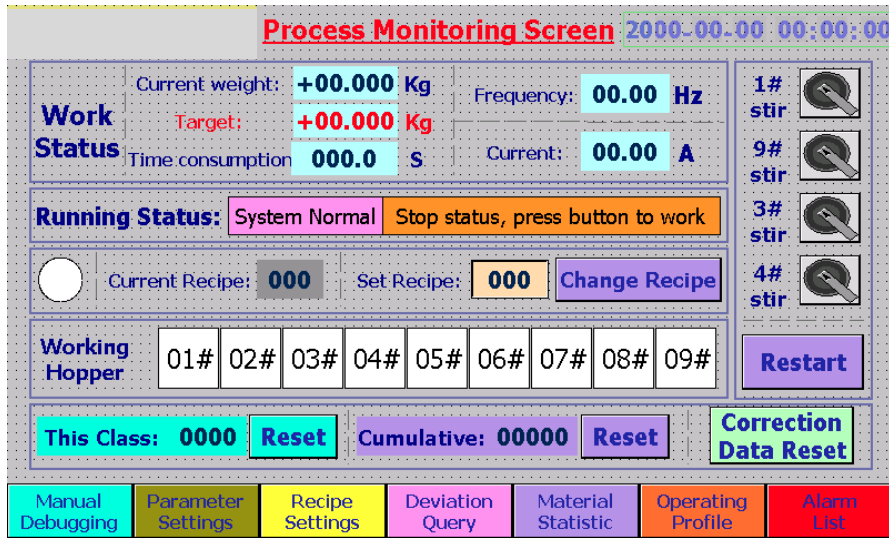 Process Monitoring Screen 2000-00-00 00:00:00
Work Status
Current weight: +00.000 Kg
Target: +00.000 Kg
Time consumption 000.0 S
Frequency: 00.00 Hz
Current: 00.00 A
1# stir
9# stir
3# stir
4# stir
Restart
Running Status: System Normal Stop status, press button to work
Current Recipe: 000 Set Recipe: 000 Change Recipe
Working Hopper 01# 02# 03# 04# 05# 06# 07# 08# 09#
This Class: 0000 Reset Cumulative: 00000 Reset
Correction Data Reset
Manual Debugging
Parameter Settings
Recipe Settings
Deviation Query
Material Statistic
Operating Profile
Alarm List